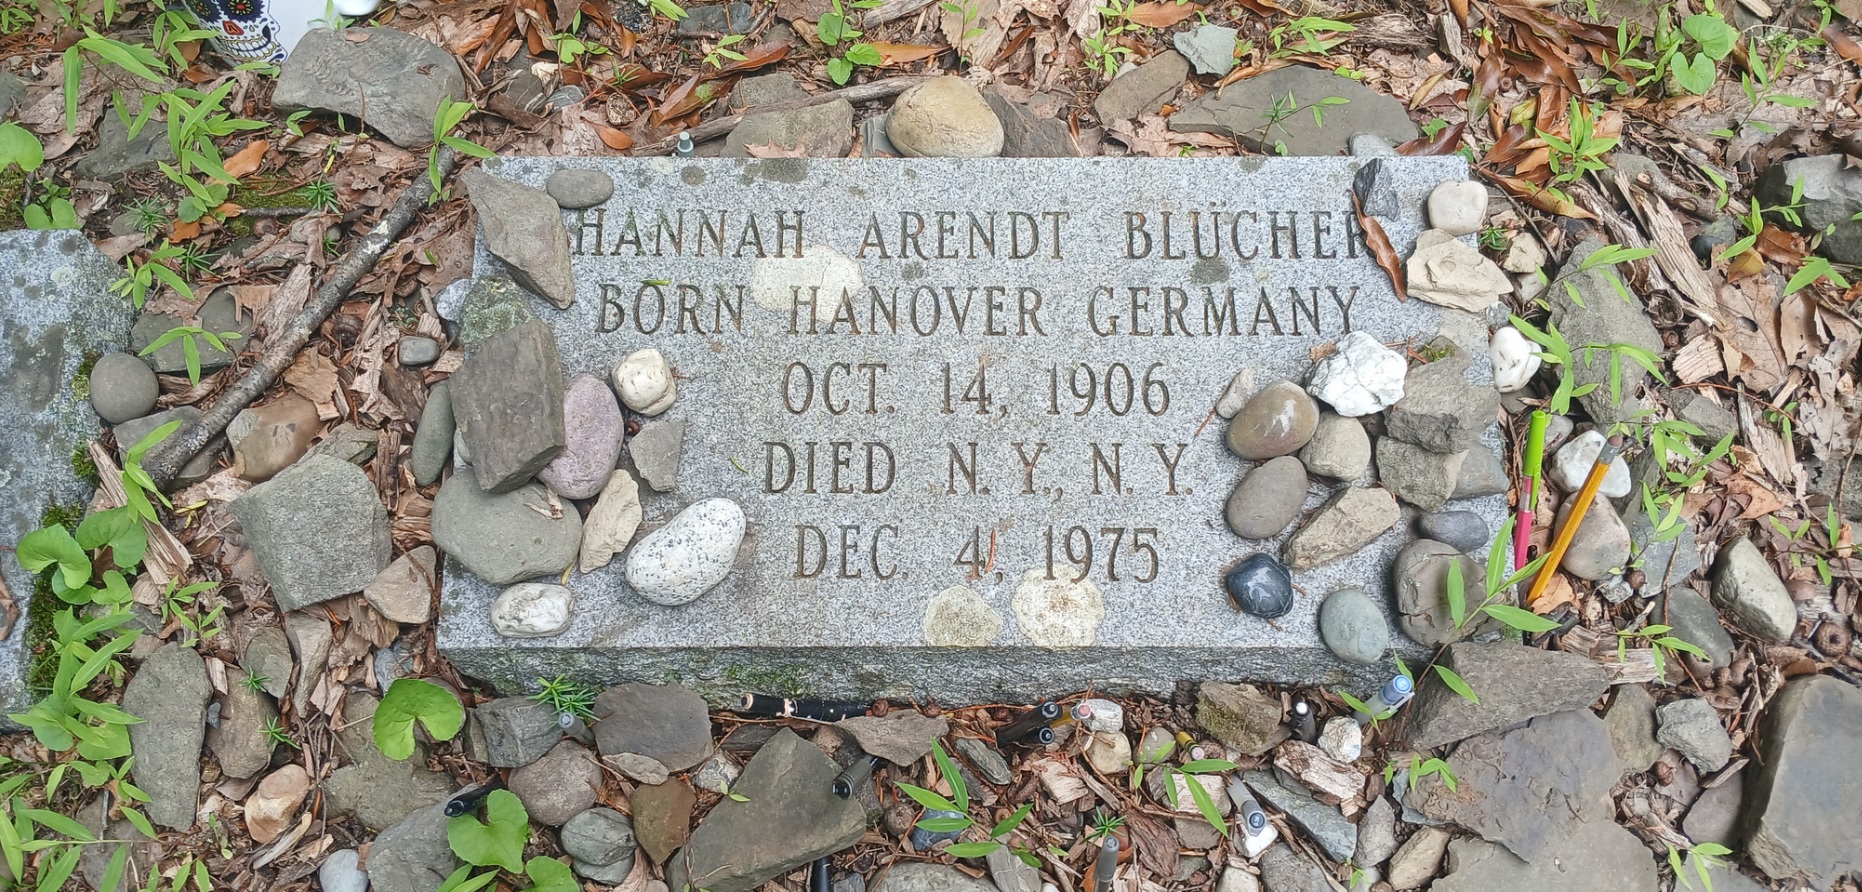 HANNAH ARENDT BLÜCHER
BORN HANOVER GERMANY
OCT. 14, 1906
DIED N.Y., N.Y.
DEC. 4, 1975